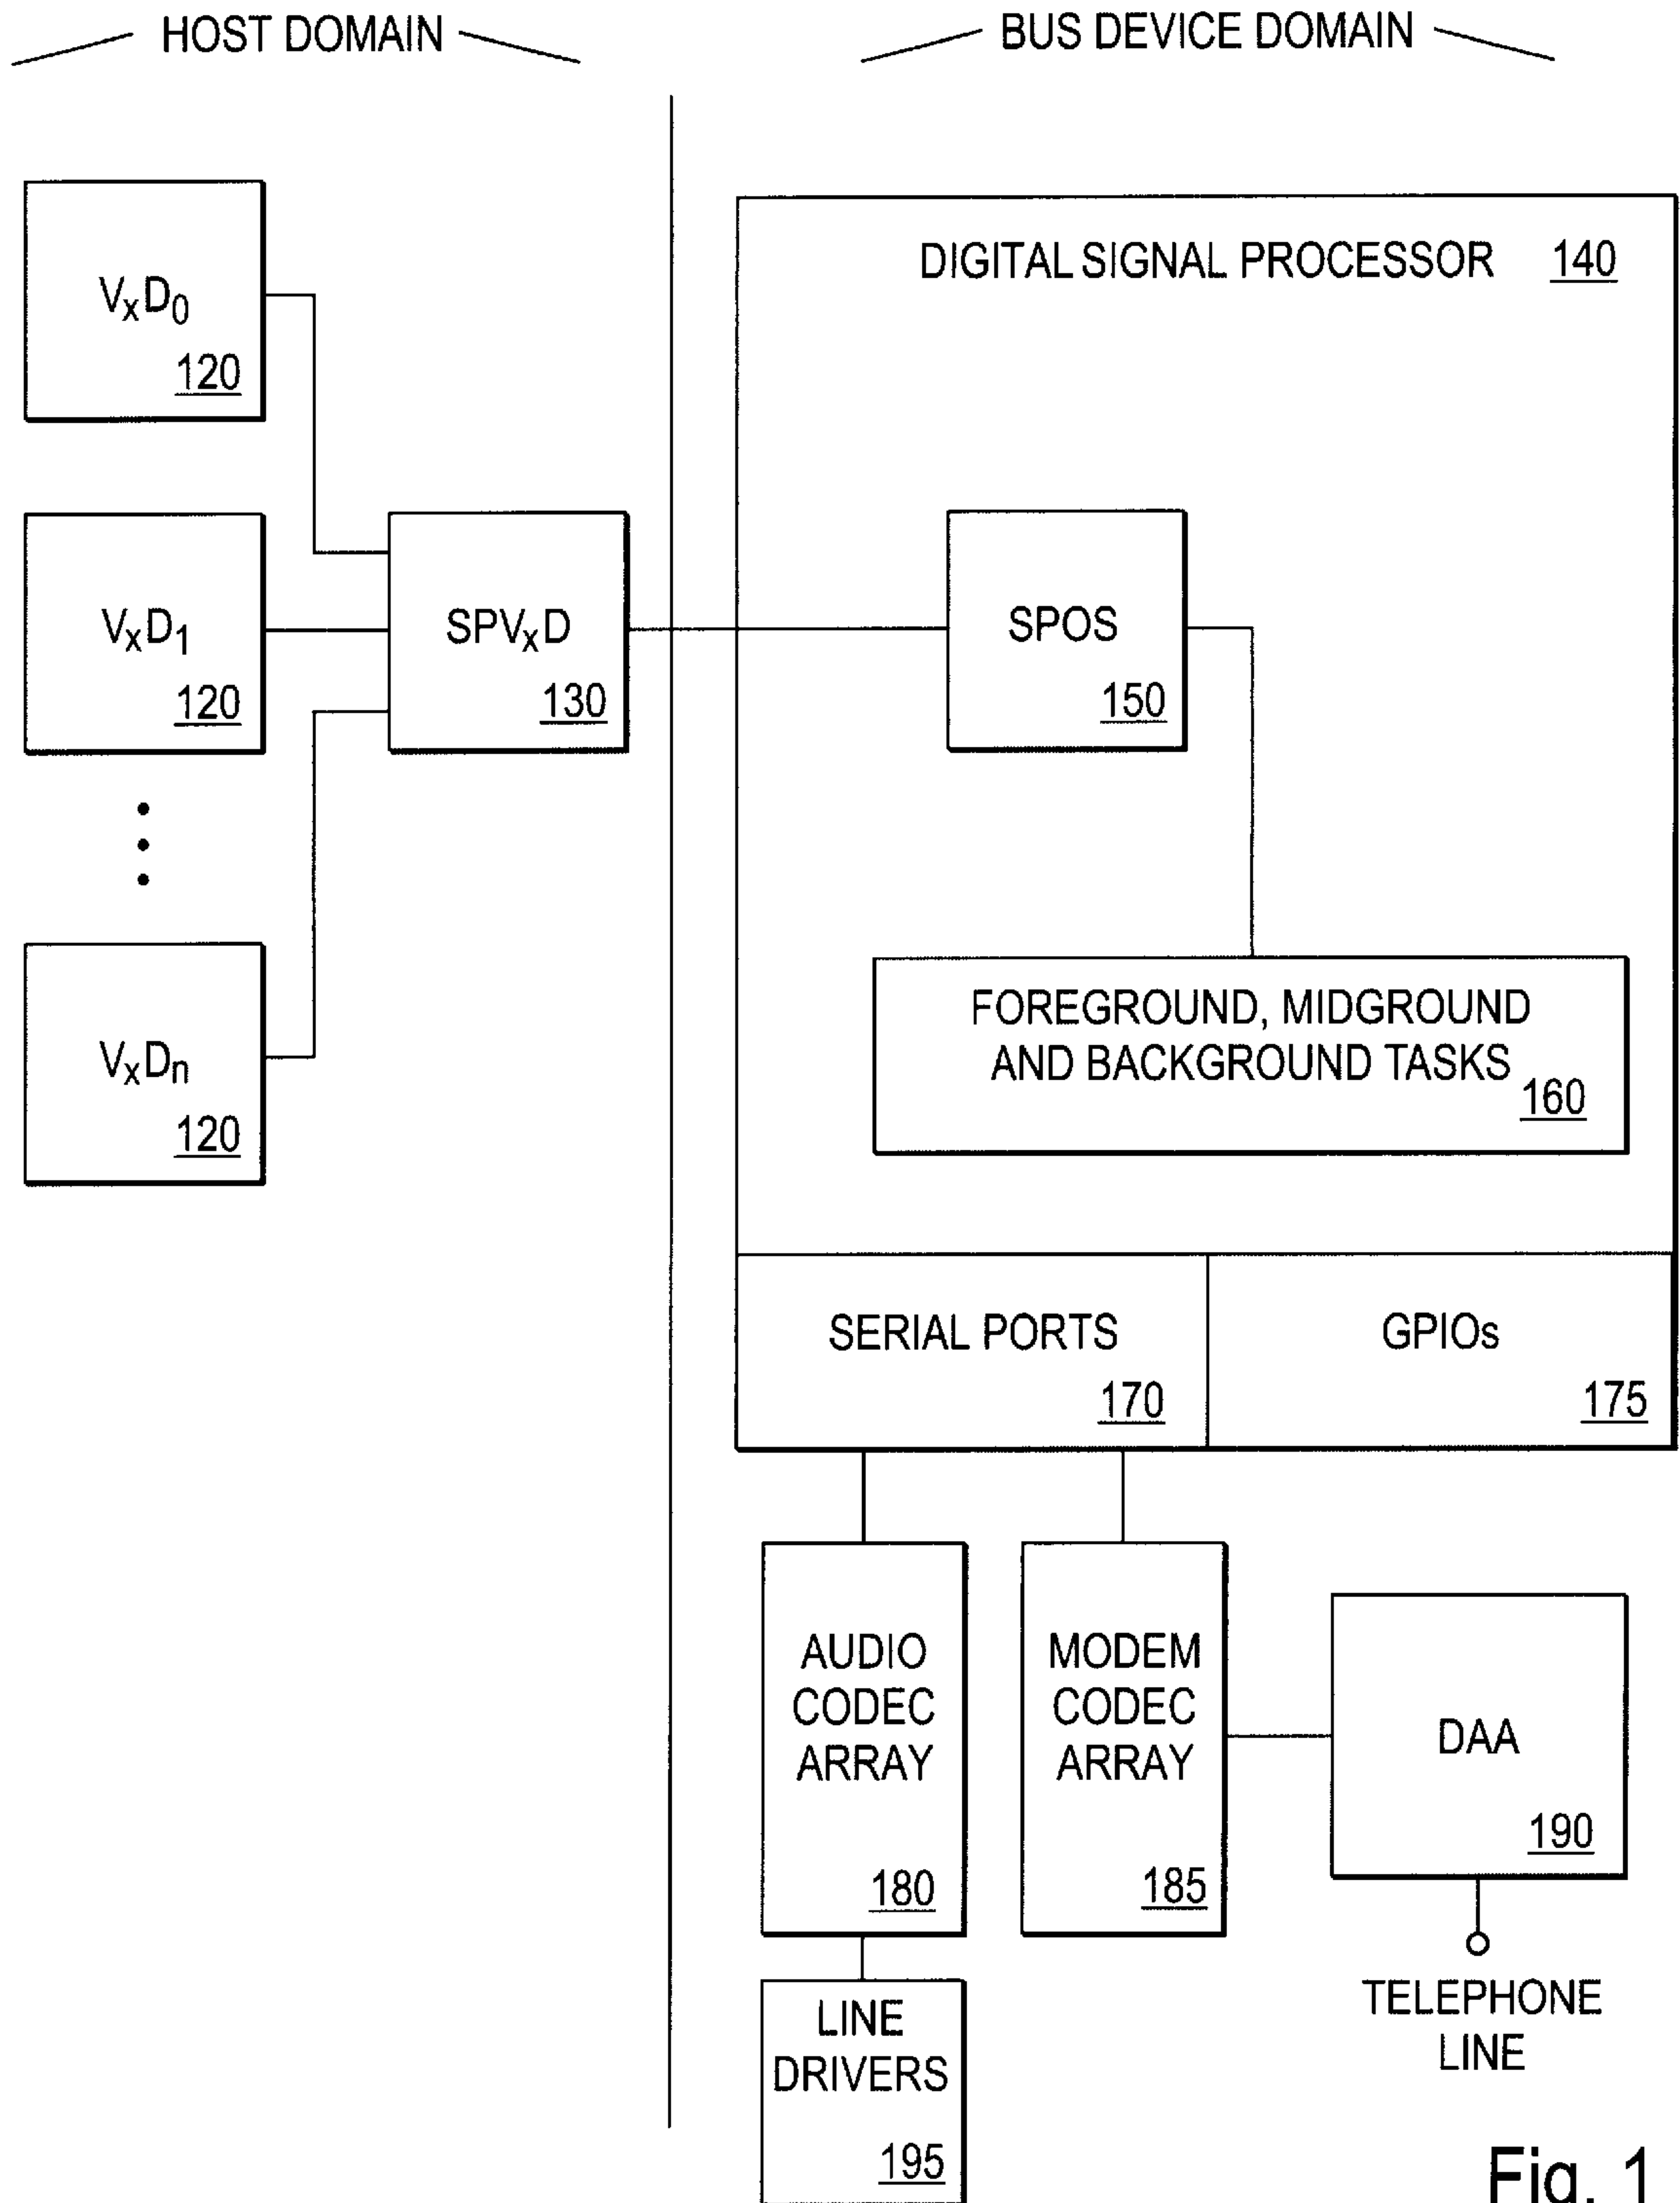 HOST DOMAIN
BUS DEVICE DOMAIN
DIGITAL SIGNAL PROCESSOR 140
VxD0
120
VxD1
120
VxDn
120
SPVxD
130
SPOS
150
FOREGROUND, MIDGROUND
AND BACKGROUND TASKS
160
SERIAL PORTS
170
GPIOs
175
AUDIO
CODEC
ARRAY
180
MODEM
CODEC
ARRAY
185
DAA
190
TELEPHONE
LINE
LINE
DRIVERS
195
Fig. 1